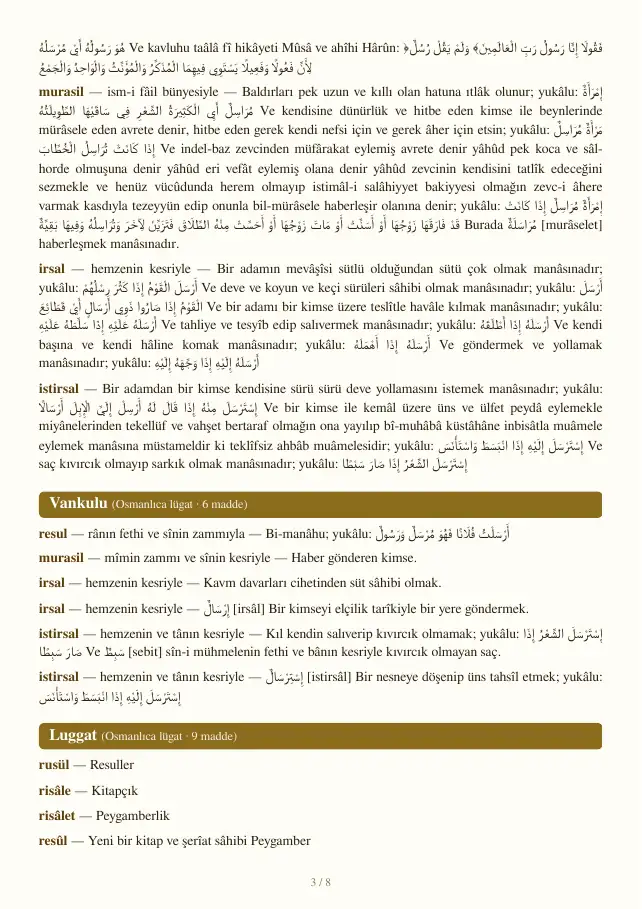 هُوَ رَسُولُهُ أَيْ مُرْسَلُهُ Ve kavluhu taâlâ fî hikâyeti Mûsâ ve ahîhi Hârûn: ﴿فَقُولَا إِنَّا رَسُولُ رَبِّ الْعَالَمِينَ﴾ وَلَمْ يَقُلْ رُسُلُ
لِأَنَّ فَعُولًا وَفَعِيلًا يَسْتَوِي فِيهِمَا الْمُذَكَّرُ وَالْمُؤَنَّثُ وَالْوَاحِدُ وَالْجَمْعُ
murasil — ism-i fâil bünyesiyle — Baldırları pek uzun ve kıllı olan hatuna ıtlâk olunur; yukâlu: إِمْرَأَةٌ
مُرَاسِلٌ أَيِ الْكَثِيرَةُ الشَّعْرِ فِي سَاقَيْهَا الطَّوِيلَتُهُ Ve kendisine dünürlük ve hitbe eden kimse ile beynlerinde
mürâsele eden avrete denir, hitbe eden gerek kendi nefsi için ve gerek âher için etsin; yukâlu: مَرْأَةٌ مُرَاسِلٌ
إِذَا كَانَتْ تُرَاسِلُ الْخُطَّابَ Ve indel-baz zevcinden müfârakat eylemiş avrete denir yâhûd pek koca ve sâl-
horde olmuşuna denir yâhûd eri vefât eylemiş olana denir yâhûd zevcinin kendisini tatlîk edeceğini
sezmekle ve henüz vücûdunda herem olmayıp istimâl-i salâhiyyet bakiyyesi olmağın zevc-i âhere
varmak kasdıyla tezeyyün edip onunla bil-mürâsele haberleşir olanına denir; yukâlu: إِمْرَأَةٌ مُرَاسِلٌ إِذَا كَانَتْ
قَدْ فَارَقَهَا زَوْجُهَا أَوْ أَسَنَّتْ أَوْ مَاتَ زَوْجُهَا أَوْ أَحَسَّتْ مِنْهُ الطَّلَاقَ فَتَزَيَّنُ لِآخَرَ وَتُرَاسِلُهُ وَفِيهَا بَقِيَّةٌ Burada مُرَاسَلَةٌ [murâselet]
haberleşmek manâsınadır.
irsal — hemzenin kesriyle — Bir adamın mevâşîsi sütlü olduğundan sütü çok olmak manâsınadır;
yukâlu: أَرْسَلَ الْقَوْمُ إِذَا كَثُرَ رِسْلُهُمْ Ve deve ve koyun ve keçi sürüleri sâhibi olmak manâsınadır; yukâlu: أَرْسَلَ
الْقَوْمُ إِذَا صَارُوا ذَوِي أَرْسَالٍ أَيْ قَطَائِعَ Ve bir adamı bir kimse üzere teslîtle havâle kılmak manâsınadır; yukâlu:
أَرْسَلَهُ عَلَيْهِ إِذَا سَلَّطَهُ عَلَيْهِ Ve tahliye ve tesyîb edip salıvermek manâsınadır; yukâlu: أَرْسَلَهُ إِذَا أَطْلَقَهُ Ve kendi
başına ve kendi hâline komak manâsınadır; yukâlu: أَرْسَلَهُ إِذَا أَهْمَلَهُ Ve göndermek ve yollamak
manâsınadır; yukâlu: أَرْسَلَهُ إِلَيْهِ إِذَا وَجَّهَهُ إِلَيْهِ
istirsal — Bir adamdan bir kimse kendisine sürü sürü deve yollamasını istemek manâsınadır; yukâlu:
إِسْتَرْسَلَ مِنْهُ إِذَا قَالَ لَهُ أَرْسِلْ إِلَيَّ الْإِبِلَ أَرْسَالًا Ve bir kimse ile kemâl üzere üns ve ülfet peydâ eylemekle
miyânelerinden tekellüf ve vahşet bertaraf olmağın ona yayılıp bî-muhâbâ küstâhâne inbisâtla muâmele
eylemek manâsına müstameldir ki teklîfsiz ahbâb muâmelesidir; yukâlu: إِسْتَرْسَلَ إِلَيْهِ إِذَا انْبَسَطَ وَاسْتَأْنَسَ Ve
saç kıvırcık olmayıp sarkık olmak manâsınadır; yukâlu: إِسْتَرْسَلَ الشَّعْرُ إِذَا صَارَ سَبِطًا
Vankulu (Osmanlıca lügat · 6 madde)
resul — rânın fethi ve sînin zammıyla — Bi-manâhu; yukâlu: أَرْسَلْتُ فُلَانًا فَهُوَ مُرْسَلٌ وَرَسُولٌ
murasil — mîmin zammı ve sînin kesriyle — Haber gönderen kimse.
irsal — hemzenin kesriyle — Kavm davarları cihetinden süt sâhibi olmak.
irsal — hemzenin kesriyle — إِرْسَالٌ [irsâl] Bir kimseyi elçilik tarîkiyle bir yere göndermek.
istirsal — hemzenin ve tânın kesriyle — Kıl kendin salıverip kıvırcık olmamak; yukâlu: إِسْتَرْسَلَ الشَّعْرُ إِذَا
صَارَ سَبِطًا Ve سَبِطٌ [sebit] sîn-i mühmelenin fethi ve bânın kesriyle kıvırcık olmayan saç.
istirsal — hemzenin ve tânın kesriyle — إِسْتِرْسَالٌ [istirsâl] Bir nesneye döşenip üns tahsîl etmek; yukâlu:
إِسْتَرْسَلَ إِلَيْهِ إِذَا انْبَسَطَ وَاسْتَأْنَسَ
Luggat (Osmanlıca lügat · 9 madde)
rusül — Resuller
risâle — Kitapçık
risâlet — Peygamberlik
resûl — Yeni bir kitap ve şerîat sâhibi Peygamber
3 / 8